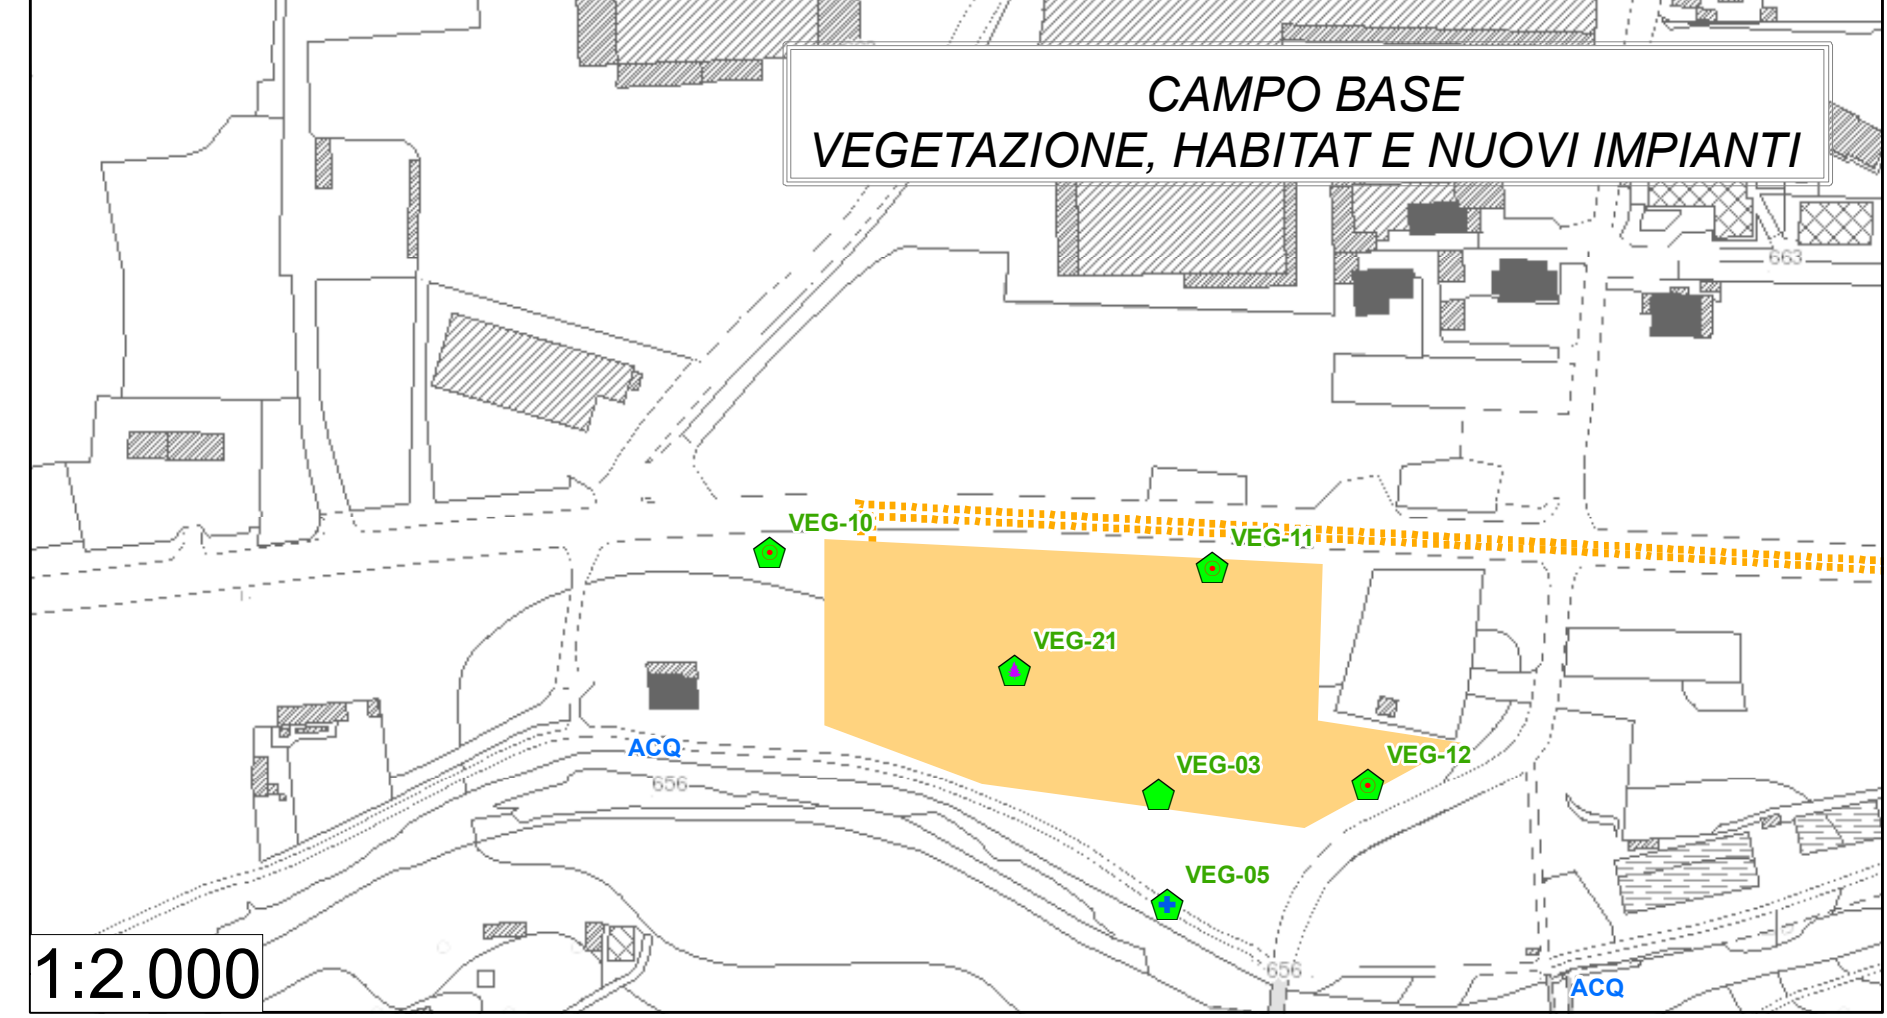 CAMPO BASE
VEGETAZIONE, HABITAT E NUOVI IMPIANTI
663
VEG-10
VEG-11
VEG-21
ACQ
VEG-03
VEG-12
656
VEG-05
656
ACQ
1:2.000